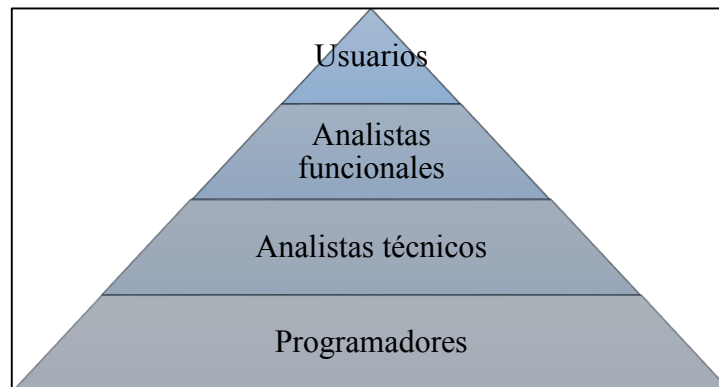 Usuarios
Analistas
funcionales
Analistas técnicos
Programadores